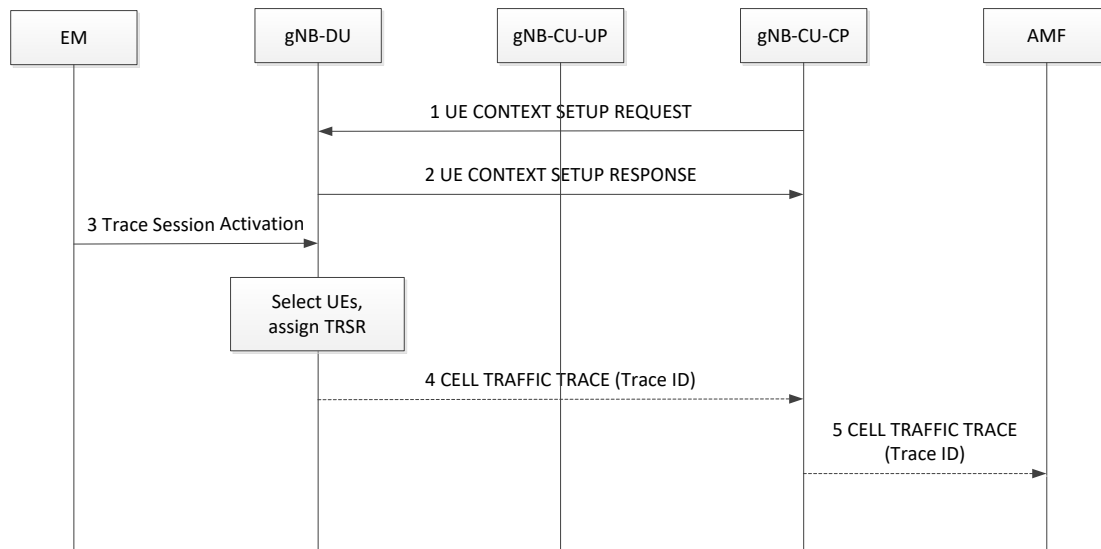 EM
gNB-DU
gNB-CU-UP
gNB-CU-CP
AMF
1 UE CONTEXT SETUP REQUEST
2 UE CONTEXT SETUP RESPONSE
3 Trace Session Activation
Select UEs,
assign TRSR
4 CELL TRAFFIC TRACE (Trace ID)
5 CELL TRAFFIC TRACE
(Trace ID)